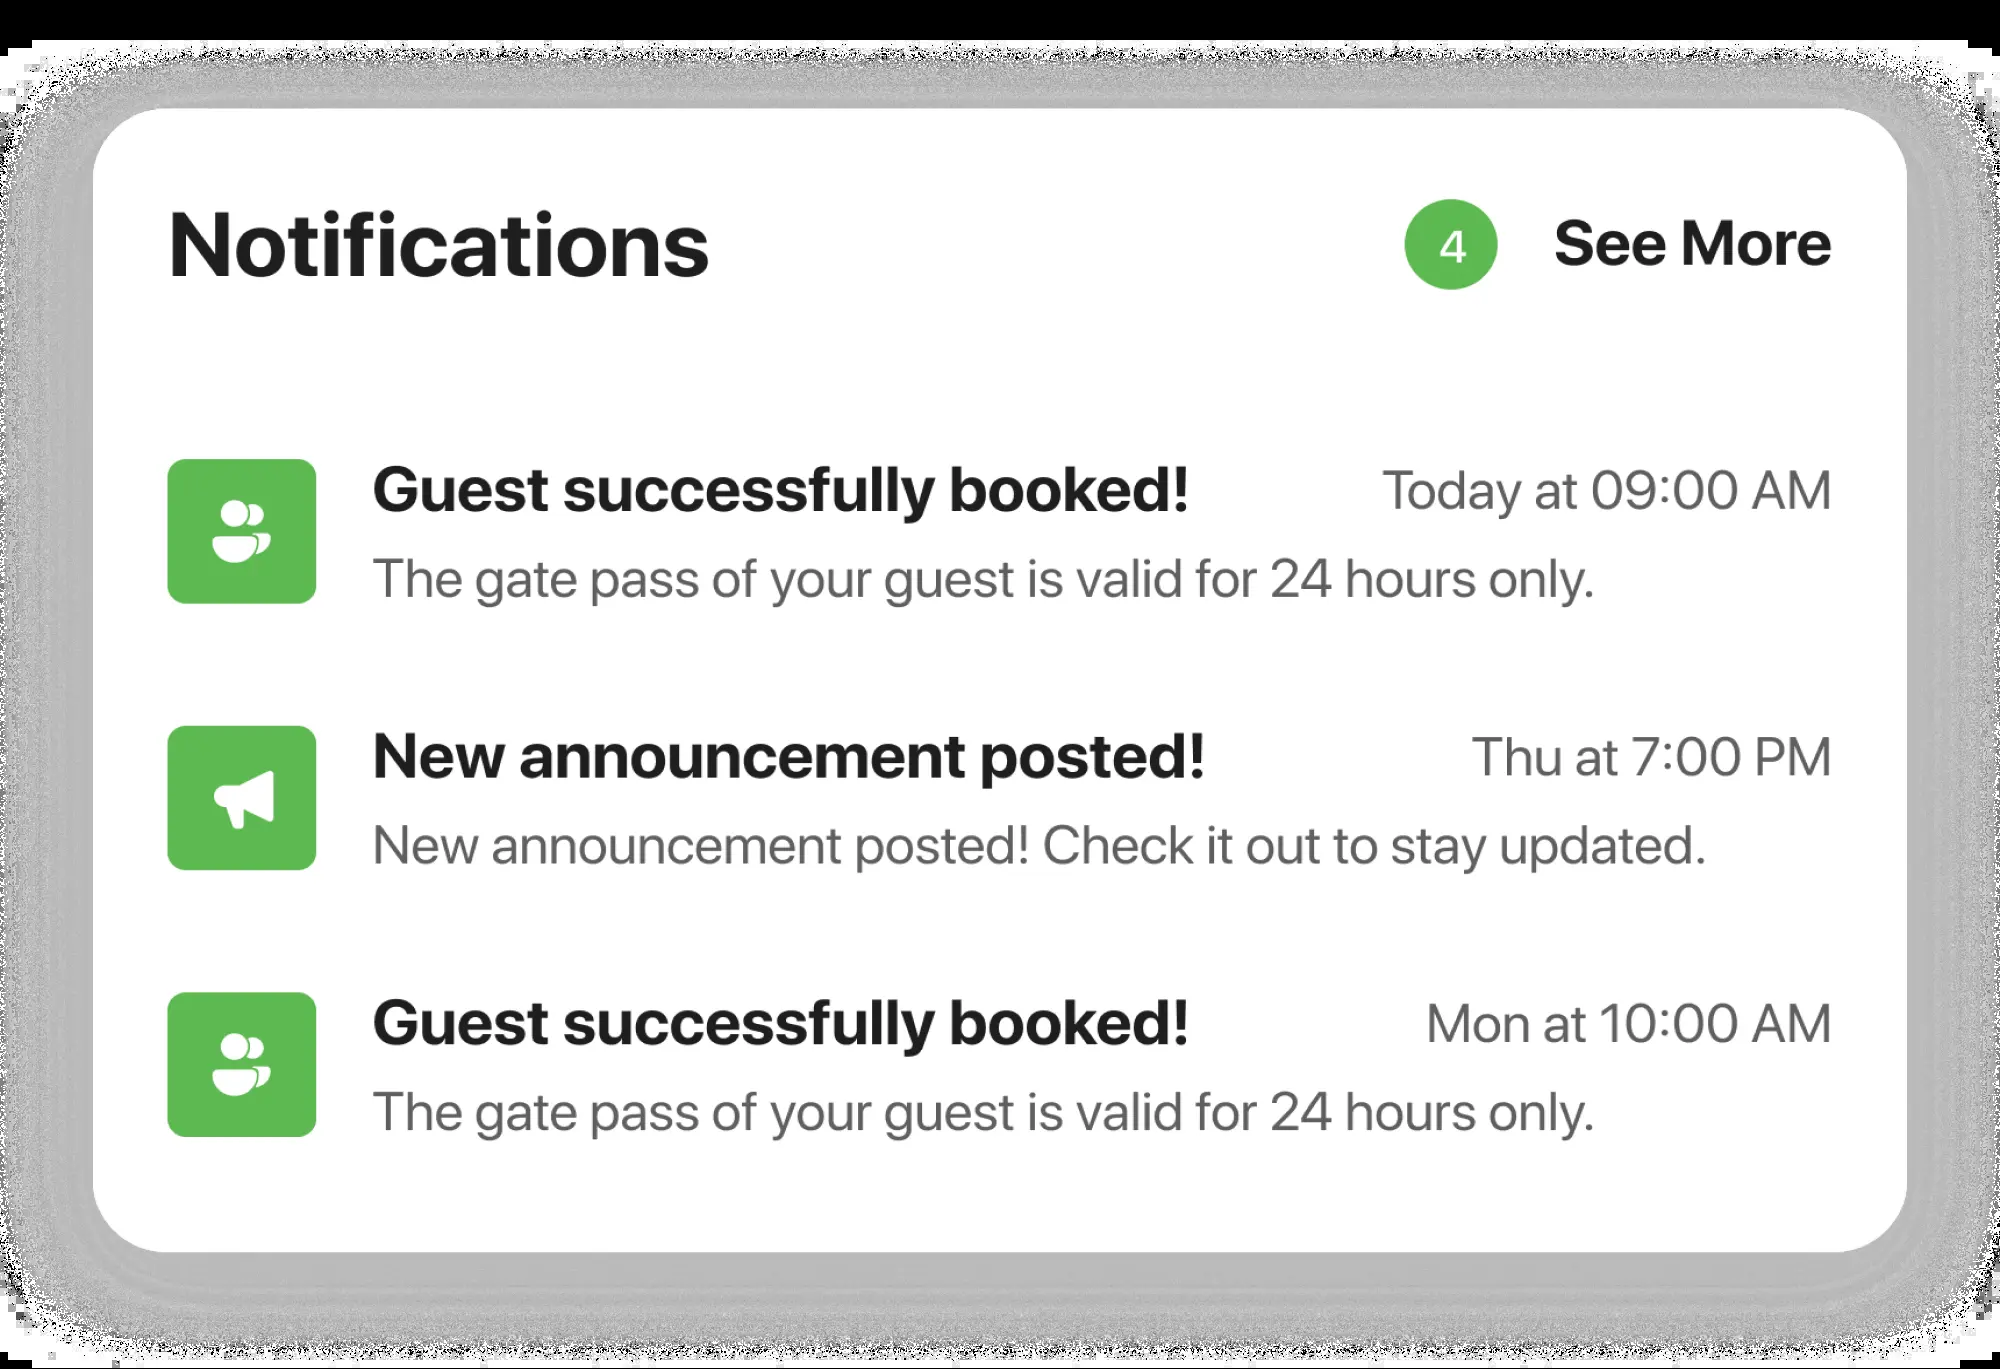 Notifications
4 See More
Guest successfully booked! Today at 09:00 AM
The gate pass of your guest is valid for 24 hours only.
New announcement posted! Thu at 7:00 PM
New announcement posted! Check it out to stay updated.
Guest successfully booked! Mon at 10:00 AM
The gate pass of your guest is valid for 24 hours only.